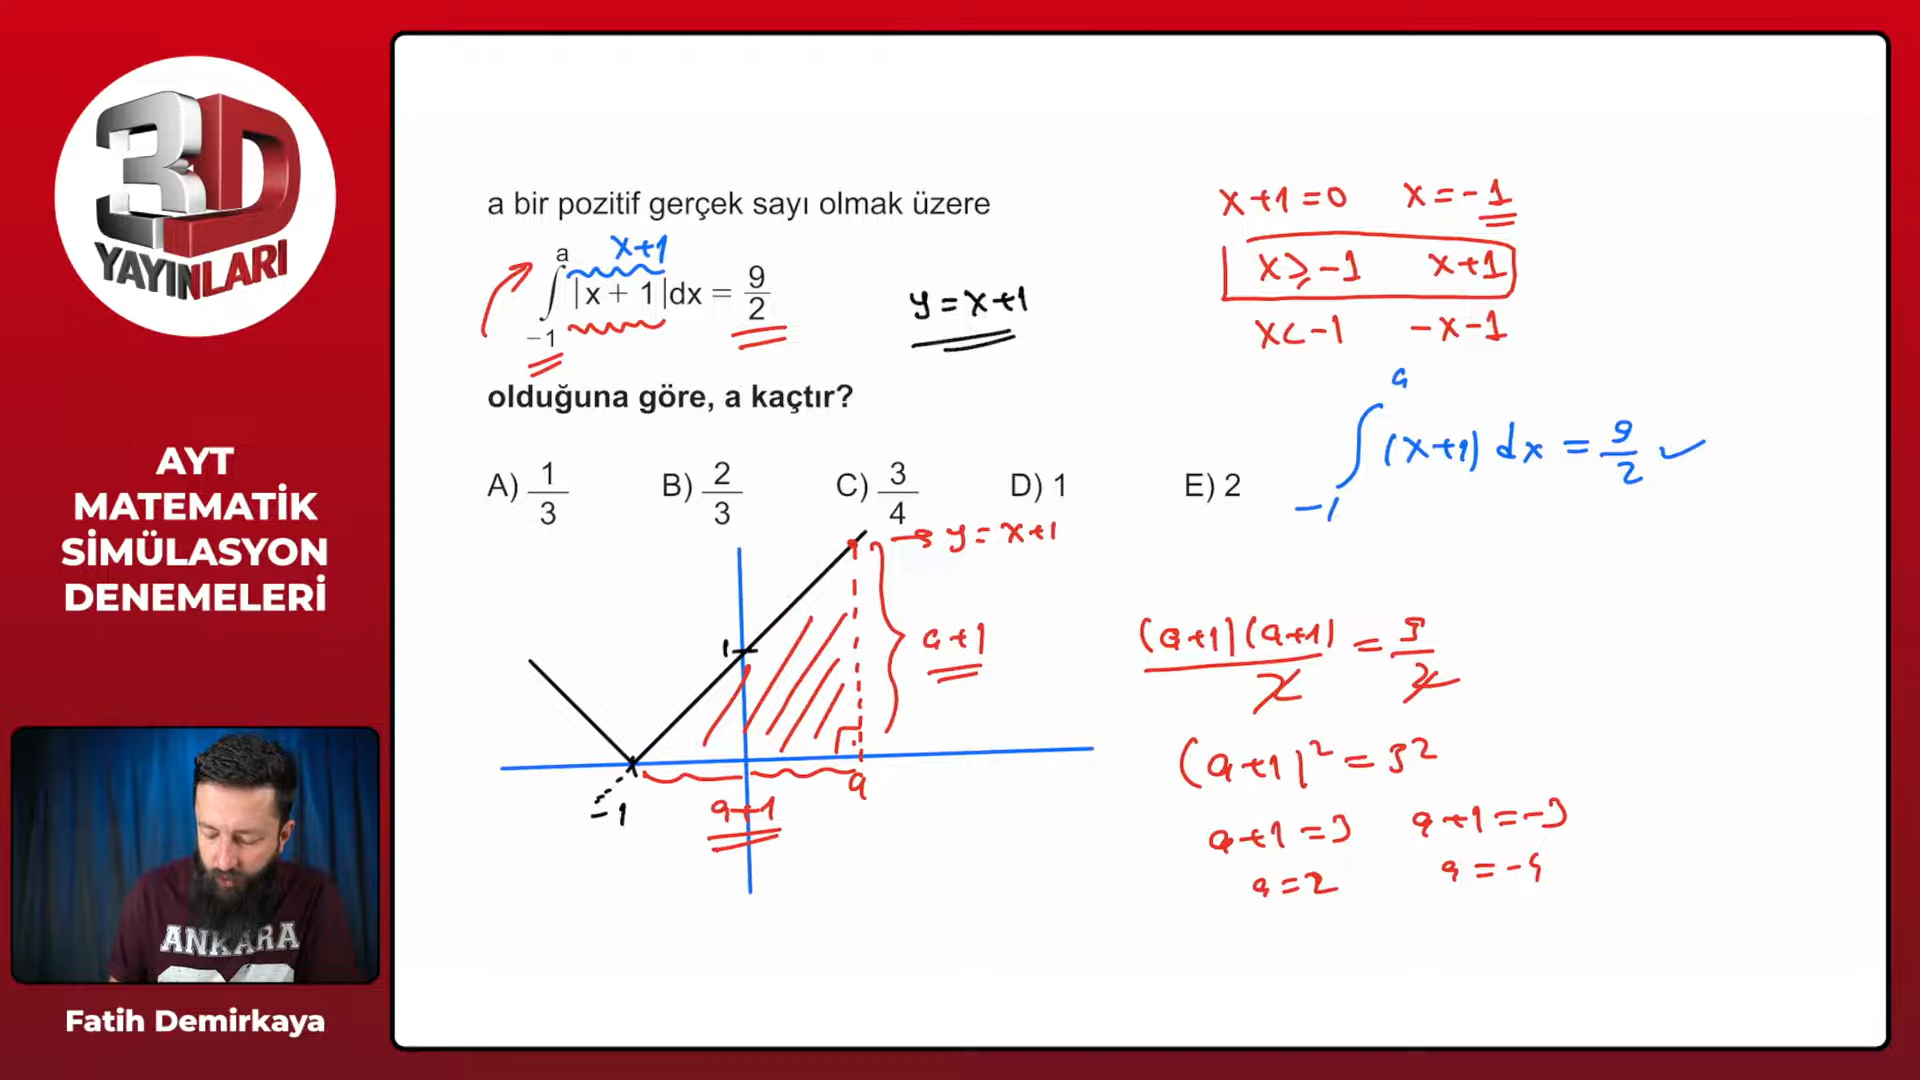 3D
YAYINLARI
AYT
MATEMATİK
SİMÜLASYON
DENEMELERİ
ANKARA
Fatih Demirkaya
a bir pozitif gerçek sayı olmak üzere
x+1
∫₋₁ᵃ |x + 1|dx = 9/2
y = x+1
olduğuna göre, a kaçtır?
A) 1/3 B) 2/3 C) 3/4 D) 1 E) 2
x+1=0 x=-1
x≥-1 x+1
x<-1 -x-1
∫₋₁ᵃ (x+1) dx = 9/2 ✓
→ y = x+1
1
a+1
-1
a+1
a
(a+1)(a+1)/2 = 9/2
(a+1)² = 3²
a+1=3 a+1=-3
a=2 a=-4